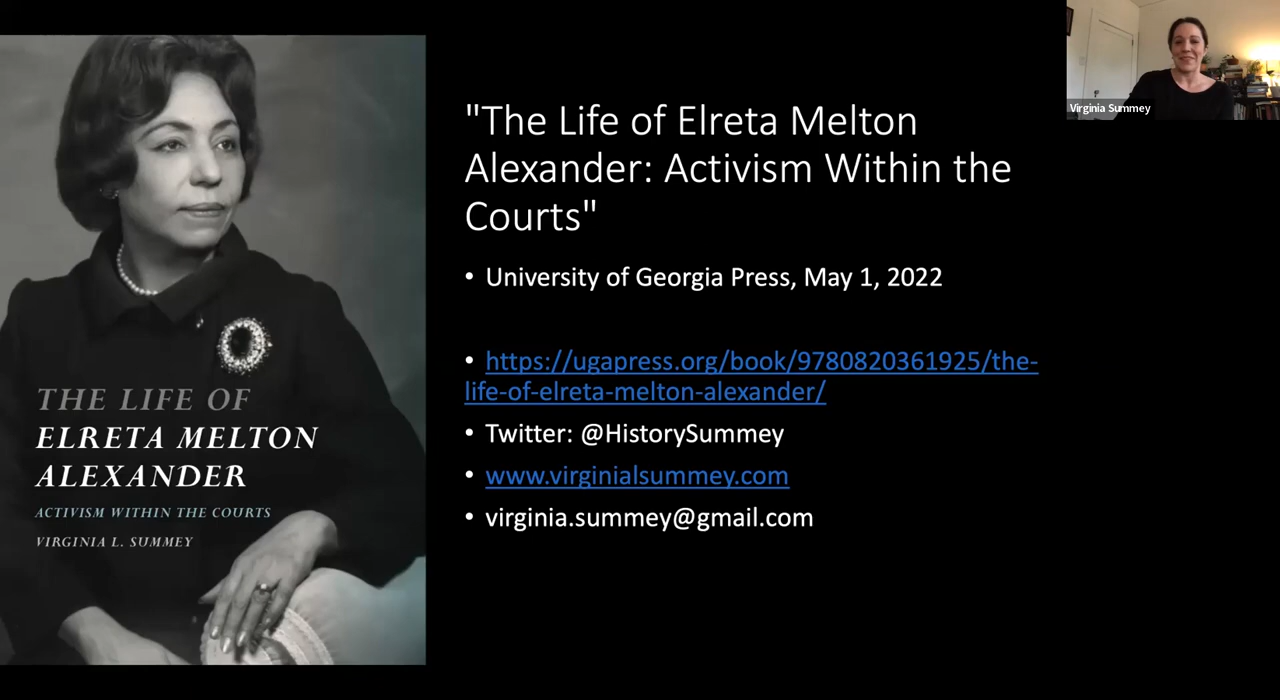 THE LIFE OF
ELRETA MELTON
ALEXANDER
ACTIVISM WITHIN THE COURTS
VIRGINIA L. SUMMEY
"The Life of Elreta Melton
Alexander: Activism Within the
Courts"
• University of Georgia Press, May 1, 2022
• https://ugapress.org/book/9780820361925/the-
life-of-elreta-melton-alexander/
• Twitter: @HistorySummey
• www.virginialsummey.com
• virginia.summey@gmail.com
Virginia Summey